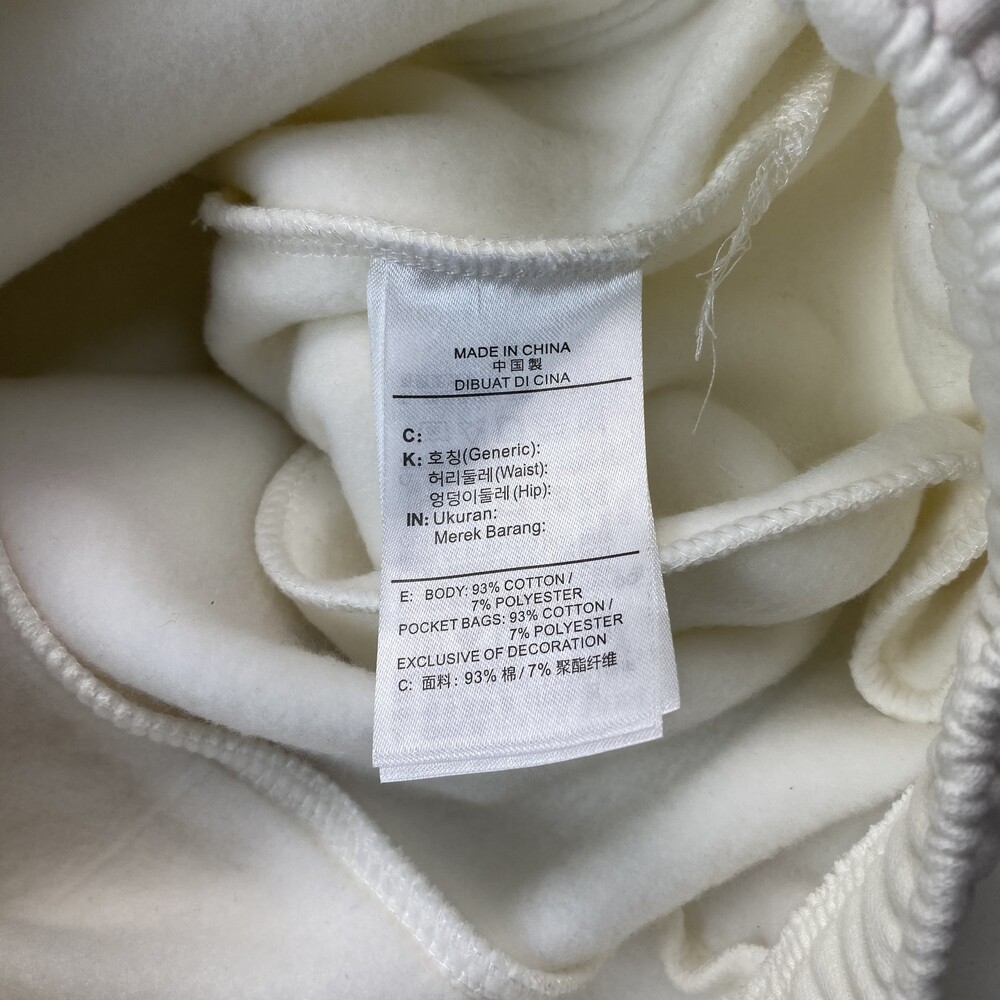 MADE IN CHINA
中国製
DIBUAT DI CINA
C:
K: 호칭(Generic):
허리둘레(Waist):
엉덩이둘레(Hip):
IN: Ukuran:
Merek Barang:
E: BODY: 93% COTTON /
7% POLYESTER
POCKET BAGS: 93% COTTON /
7% POLYESTER
EXCLUSIVE OF DECORATION
C: 面料: 93% 棉 / 7% 聚酯纤维